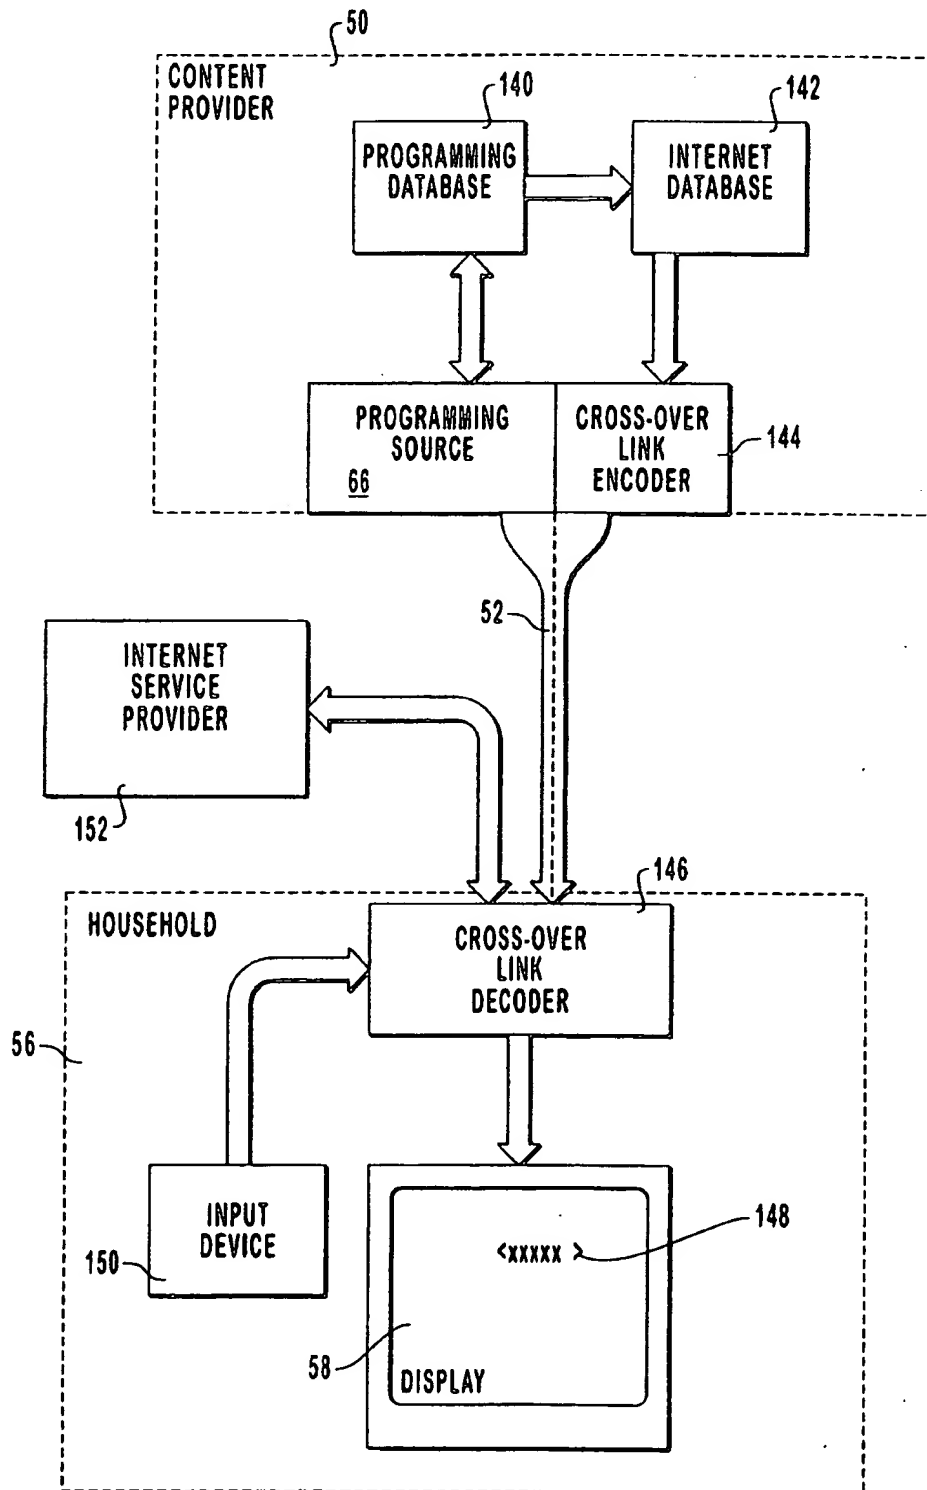 50
CONTENT
PROVIDER
140
142
PROGRAMMING
DATABASE
INTERNET
DATABASE
PROGRAMMING
SOURCE
66
CROSS-OVER
LINK
ENCODER
144
52
INTERNET
SERVICE
PROVIDER
152
146
HOUSEHOLD
CROSS-OVER
LINK
DECODER
56
INPUT
DEVICE
150
<xxxxx >
148
58
DISPLAY